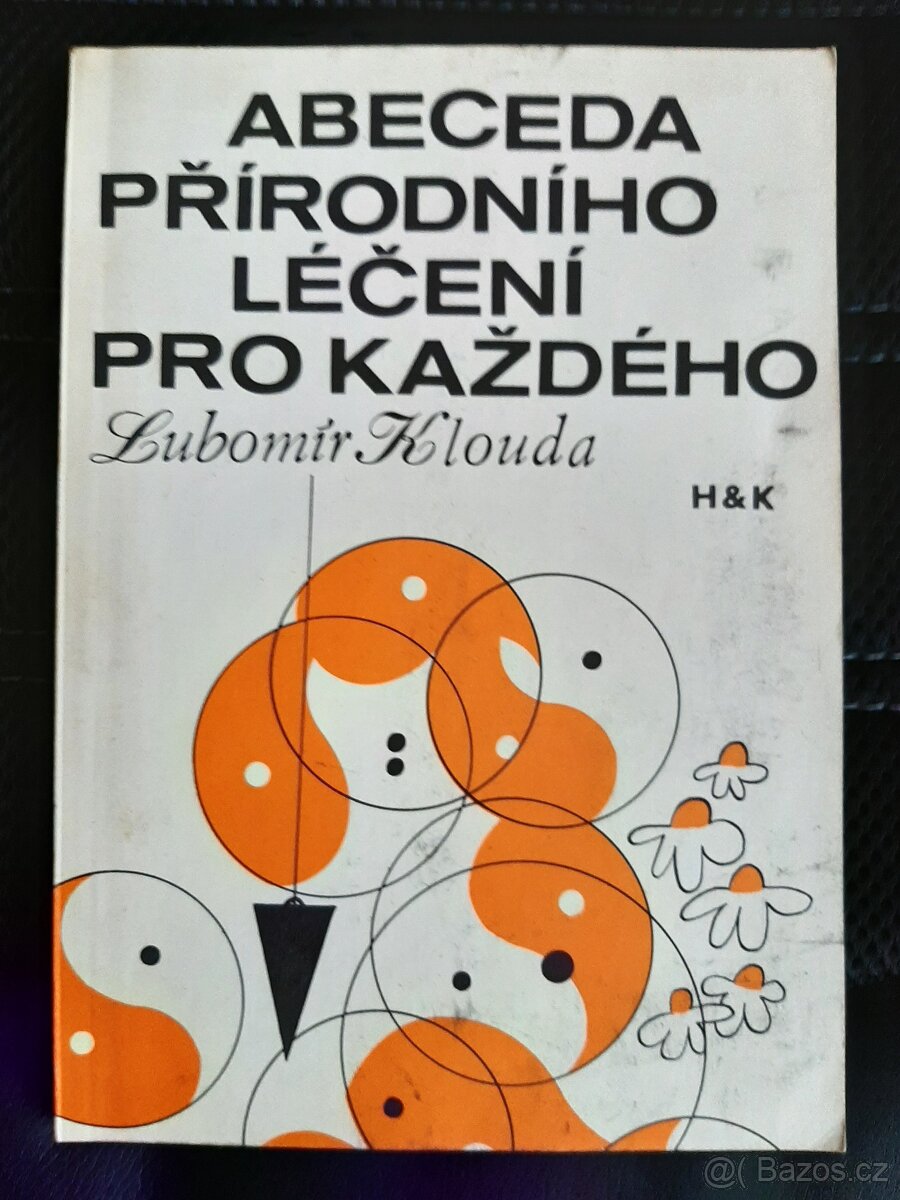 ABECEDA
PŘÍRODNÍHO
LÉČENÍ
PRO KAŽDÉHO
Lubomír Klouda
H & K
@( Bazos.cz